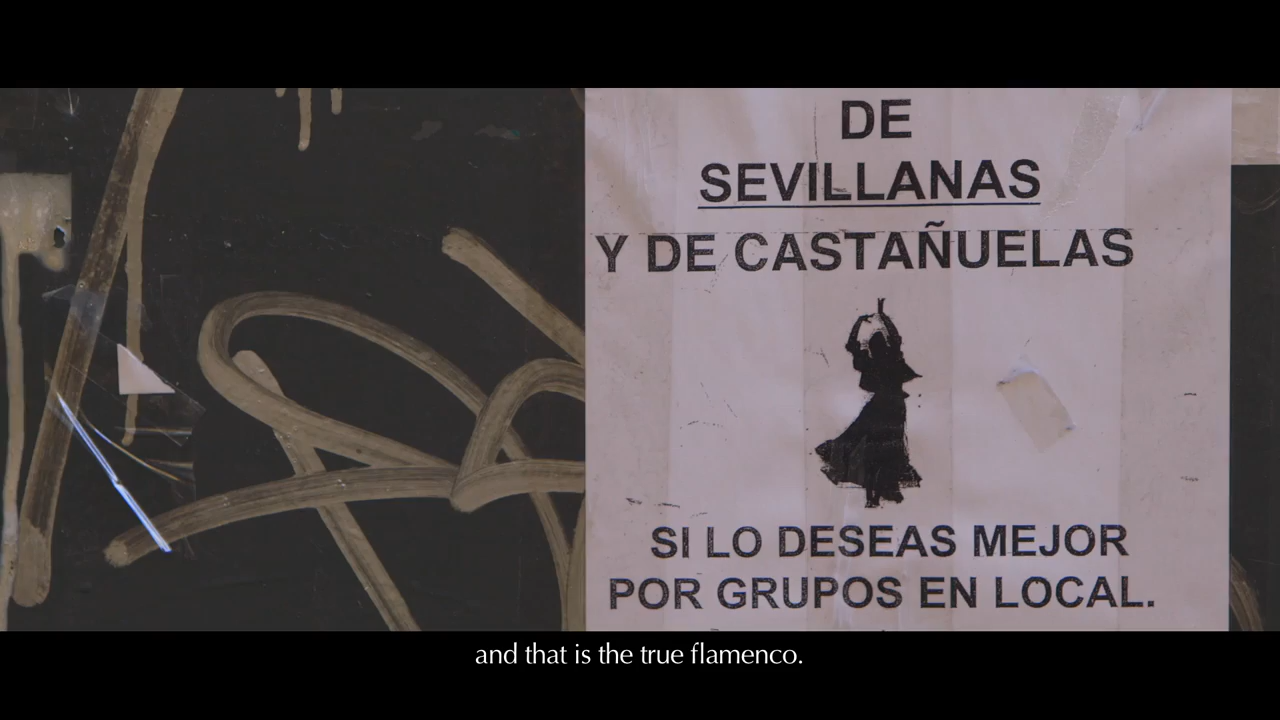 DE
SEVILLANAS
Y DE CASTAÑUELAS
SI LO DESEAS MEJOR
POR GRUPOS EN LOCAL.
and that is the true flamenco.